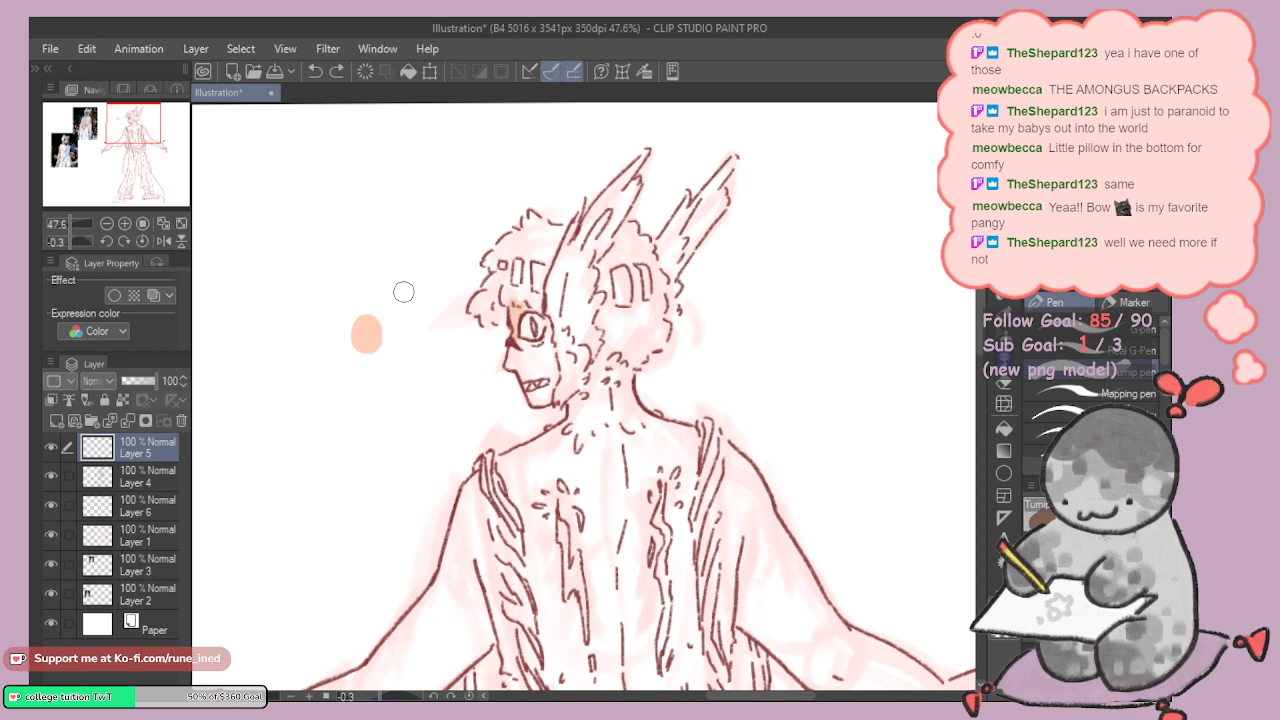 Illustration* (B4 5016 x 3541px 350dpi 47.6%) - CLIP STUDIO PAINT PRO
File Edit Animation Layer Select View Filter Window Help
Illustration*
Navig
47.6
-0.3
Layer Property
Effect
Expression color
Color
Layer
Norm 100
100 % Normal
Layer 5
100 % Normal
Layer 4
100 % Normal
Layer 6
100 % Normal
Layer 1
100 % Normal
Layer 3
100 % Normal
Layer 2
Paper
-0.3
TheShepard123 yea i have one of
those
meowbecca THE AMONGUS BACKPACKS
TheShepard123 i am just to paranoid to
take my babys out into the world
meowbecca Little pillow in the bottom for
comfy
TheShepard123 same
meowbecca Yeaa!! Bow is my favorite
pangy
TheShepard123 well we need more if
not
Pen Marker
Follow Goal: 85 / 90
G-pen
Sub Goal: 1 / 3
Real G-Pen
(new png model)
Mapping pen
Support me at Ko-fi.com/rune_ined
college tuition TwT 50% of $360 Goal